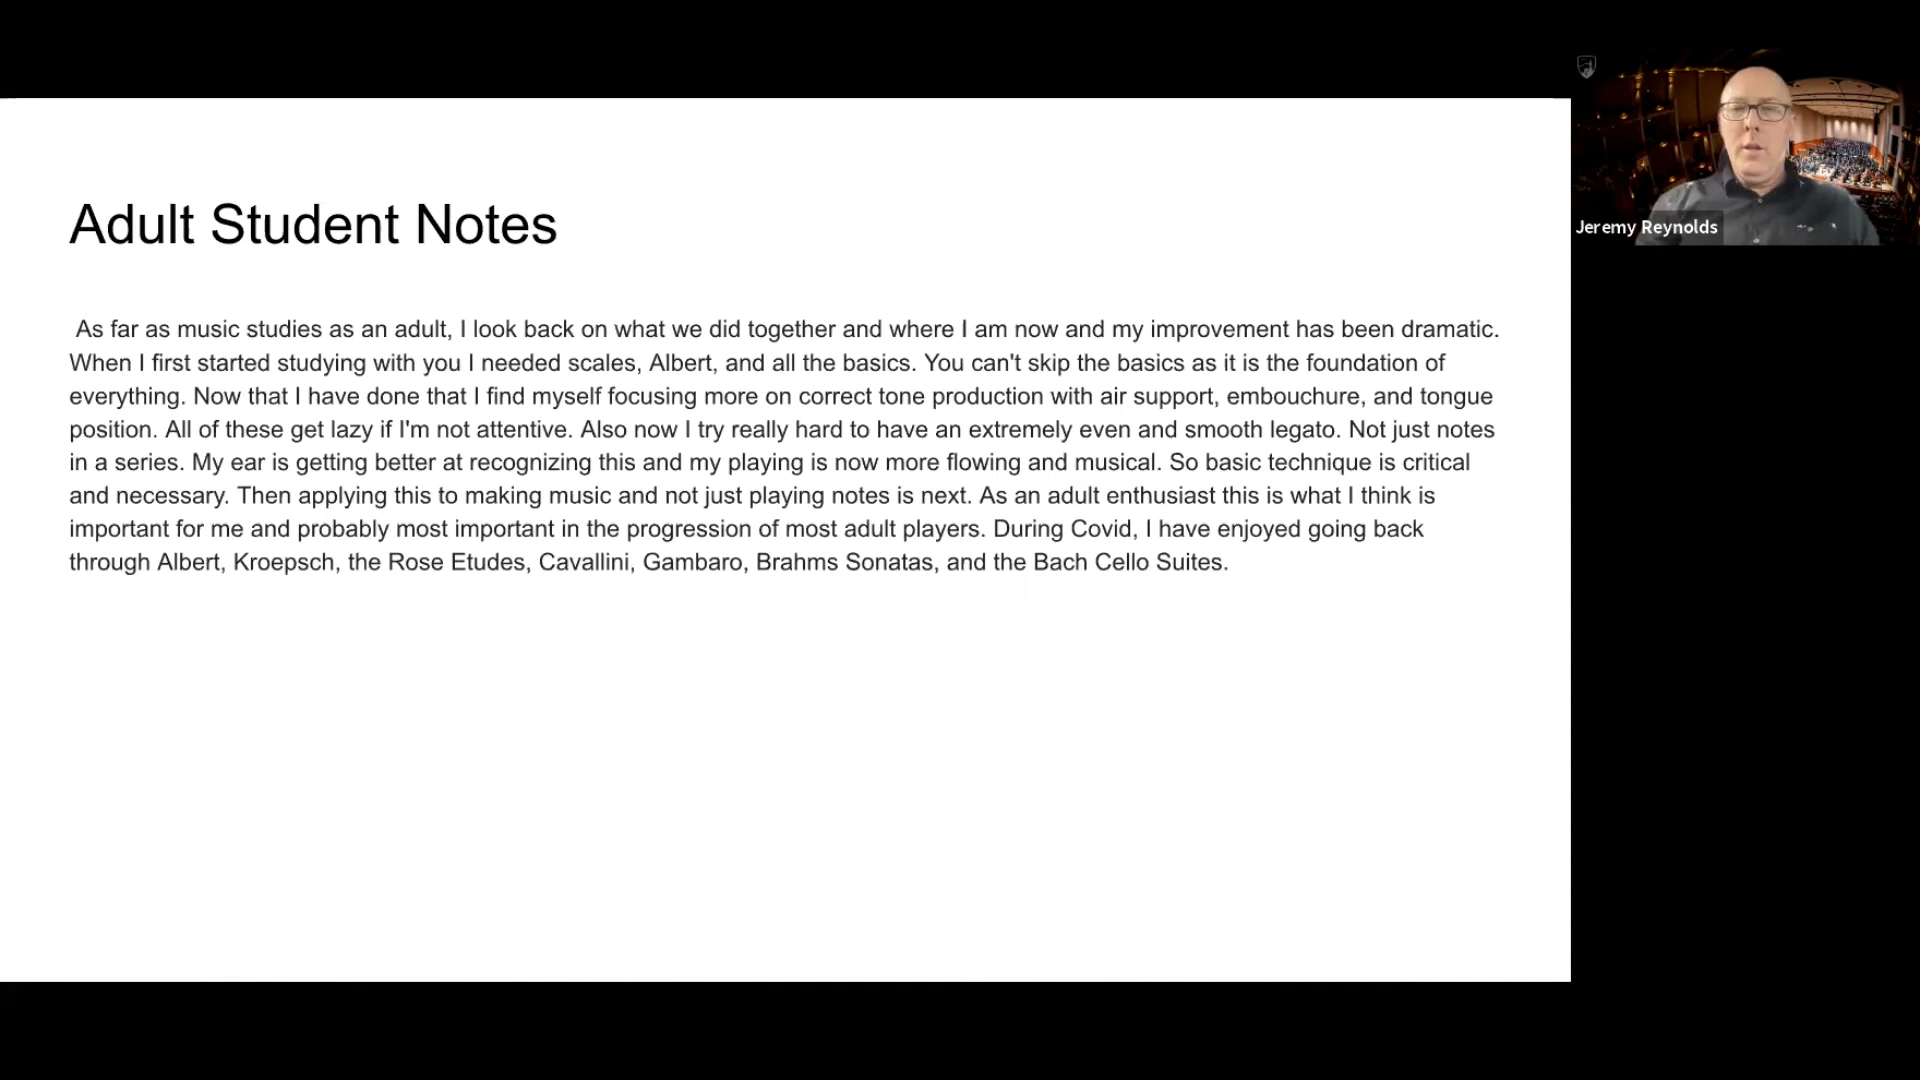 Adult Student Notes
As far as music studies as an adult, I look back on what we did together and where I am now and my improvement has been dramatic.
When I first started studying with you I needed scales, Albert, and all the basics. You can't skip the basics as it is the foundation of
everything. Now that I have done that I find myself focusing more on correct tone production with air support, embouchure, and tongue
position. All of these get lazy if I'm not attentive. Also now I try really hard to have an extremely even and smooth legato. Not just notes
in a series. My ear is getting better at recognizing this and my playing is now more flowing and musical. So basic technique is critical
and necessary. Then applying this to making music and not just playing notes is next. As an adult enthusiast this is what I think is
important for me and probably most important in the progression of most adult players. During Covid, I have enjoyed going back
through Albert, Kroepsch, the Rose Etudes, Cavallini, Gambaro, Brahms Sonatas, and the Bach Cello Suites.
Jeremy Reynolds